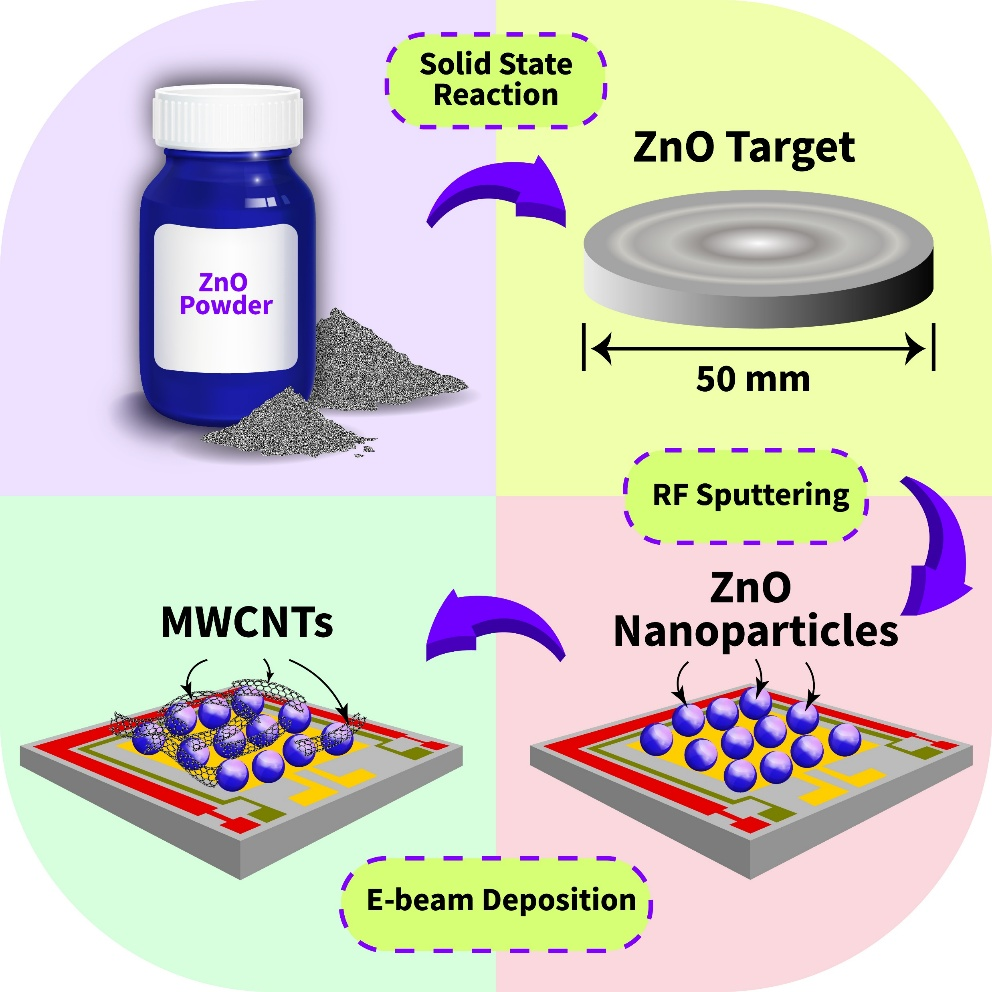 Solid State
Reaction
ZnO Target
ZnO
Powder
50 mm
RF Sputtering
ZnO
Nanoparticles
MWCNTs
E-beam Deposition